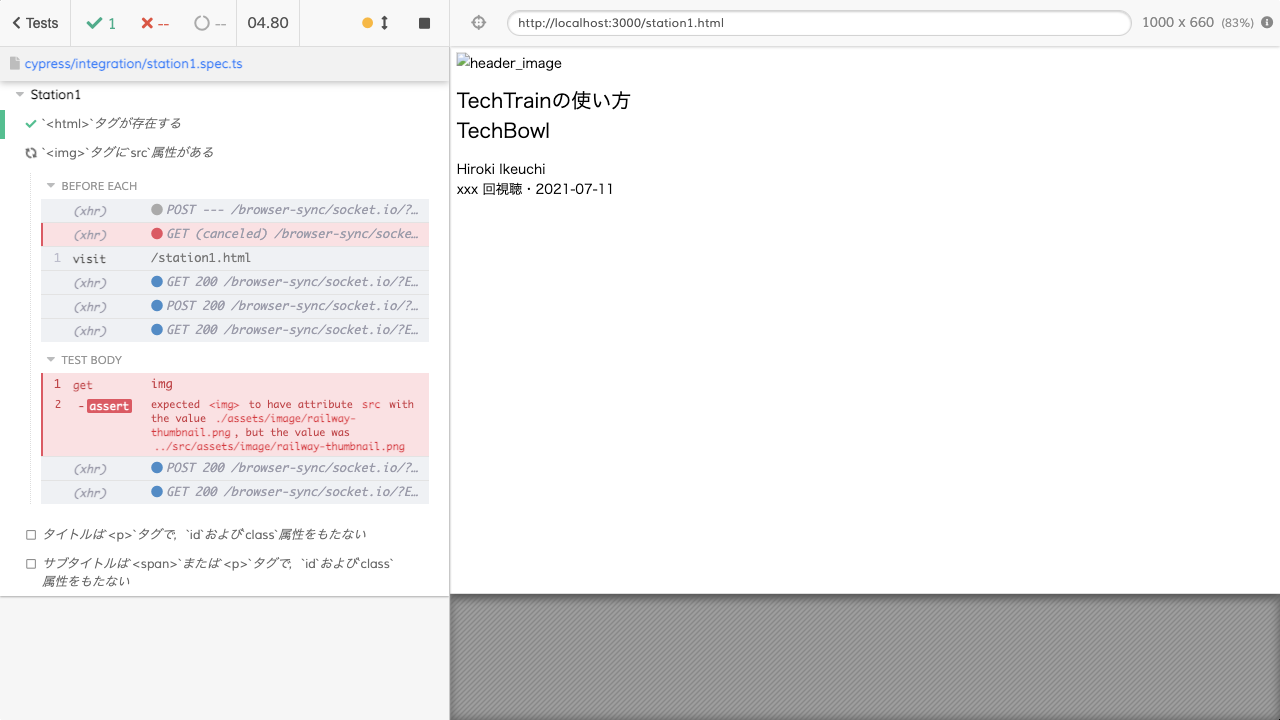 Tests
1
--
--
04.80
http://localhost:3000/station1.html
1000 x 660 (83%)
cypress/integration/station1.spec.ts
Station1
`<html>`タグが存在する
`<img>`タグに`src`属性がある
BEFORE EACH
(xhr) POST --- /browser-sync/socket.io/?…
(xhr) GET (canceled) /browser-sync/socke…
1 visit /station1.html
(xhr) GET 200 /browser-sync/socket.io/?E…
(xhr) POST 200 /browser-sync/socket.io/?…
(xhr) GET 200 /browser-sync/socket.io/?E…
TEST BODY
1 get img
2 -assert expected <img> to have attribute src with
the value ./assets/image/railway-
thumbnail.png, but the value was
../src/assets/image/railway-thumbnail.png
(xhr) POST 200 /browser-sync/socket.io/?…
(xhr) GET 200 /browser-sync/socket.io/?E…
タイトルは`<p>`タグで，`id`および`class`属性をもたない
サブタイトルは`<span>`または`<p>`タグで，`id`および`class`
属性をもたない
header_image
TechTrainの使い方
TechBowl
Hiroki Ikeuchi
xxx 回視聴・2021-07-11